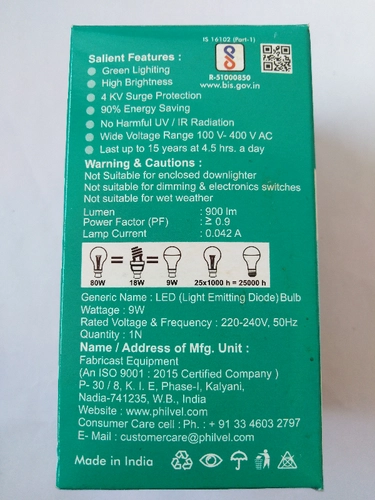 IS 16102 (Part-1)
R-51000850
www.bis.gov.in
Salient Features :
Green Lighiting
High Brightness
4 KV Surge Protection
90% Energy Saving
No Harmful UV / IR Radiation
Wide Voltage Range 100 V- 400 V AC
Last up to 15 years at 4.5 hrs. a day
Warning & Cautions :
Not Suitable for enclosed downlighter
Not suitable for dimming & electronics switches
Not suitable for wet weather
Lumen : 900 lm
Power Factor (PF) : ≥ 0.9
Lamp Current : 0.042 A
80W = 18W = 9W 25x1000 h = 25000 h
Generic Name : LED (Light Emitting Diode) Bulb
Wattage : 9W
Rated Voltage & Frequency : 220-240V, 50Hz
Quantity : 1N
Name / Address of Mfg. Unit :
Fabricast Equipment
(An ISO 9001 : 2015 Certified Company )
P- 30 / 8, K. I. E, Phase-I, Kalyani,
Nadia-741235, W.B., India
Website : www.philvel.com
Consumer Care cell : Ph. : + 91 33 4603 2797
E- Mail : customercare@philvel.com
Made in India